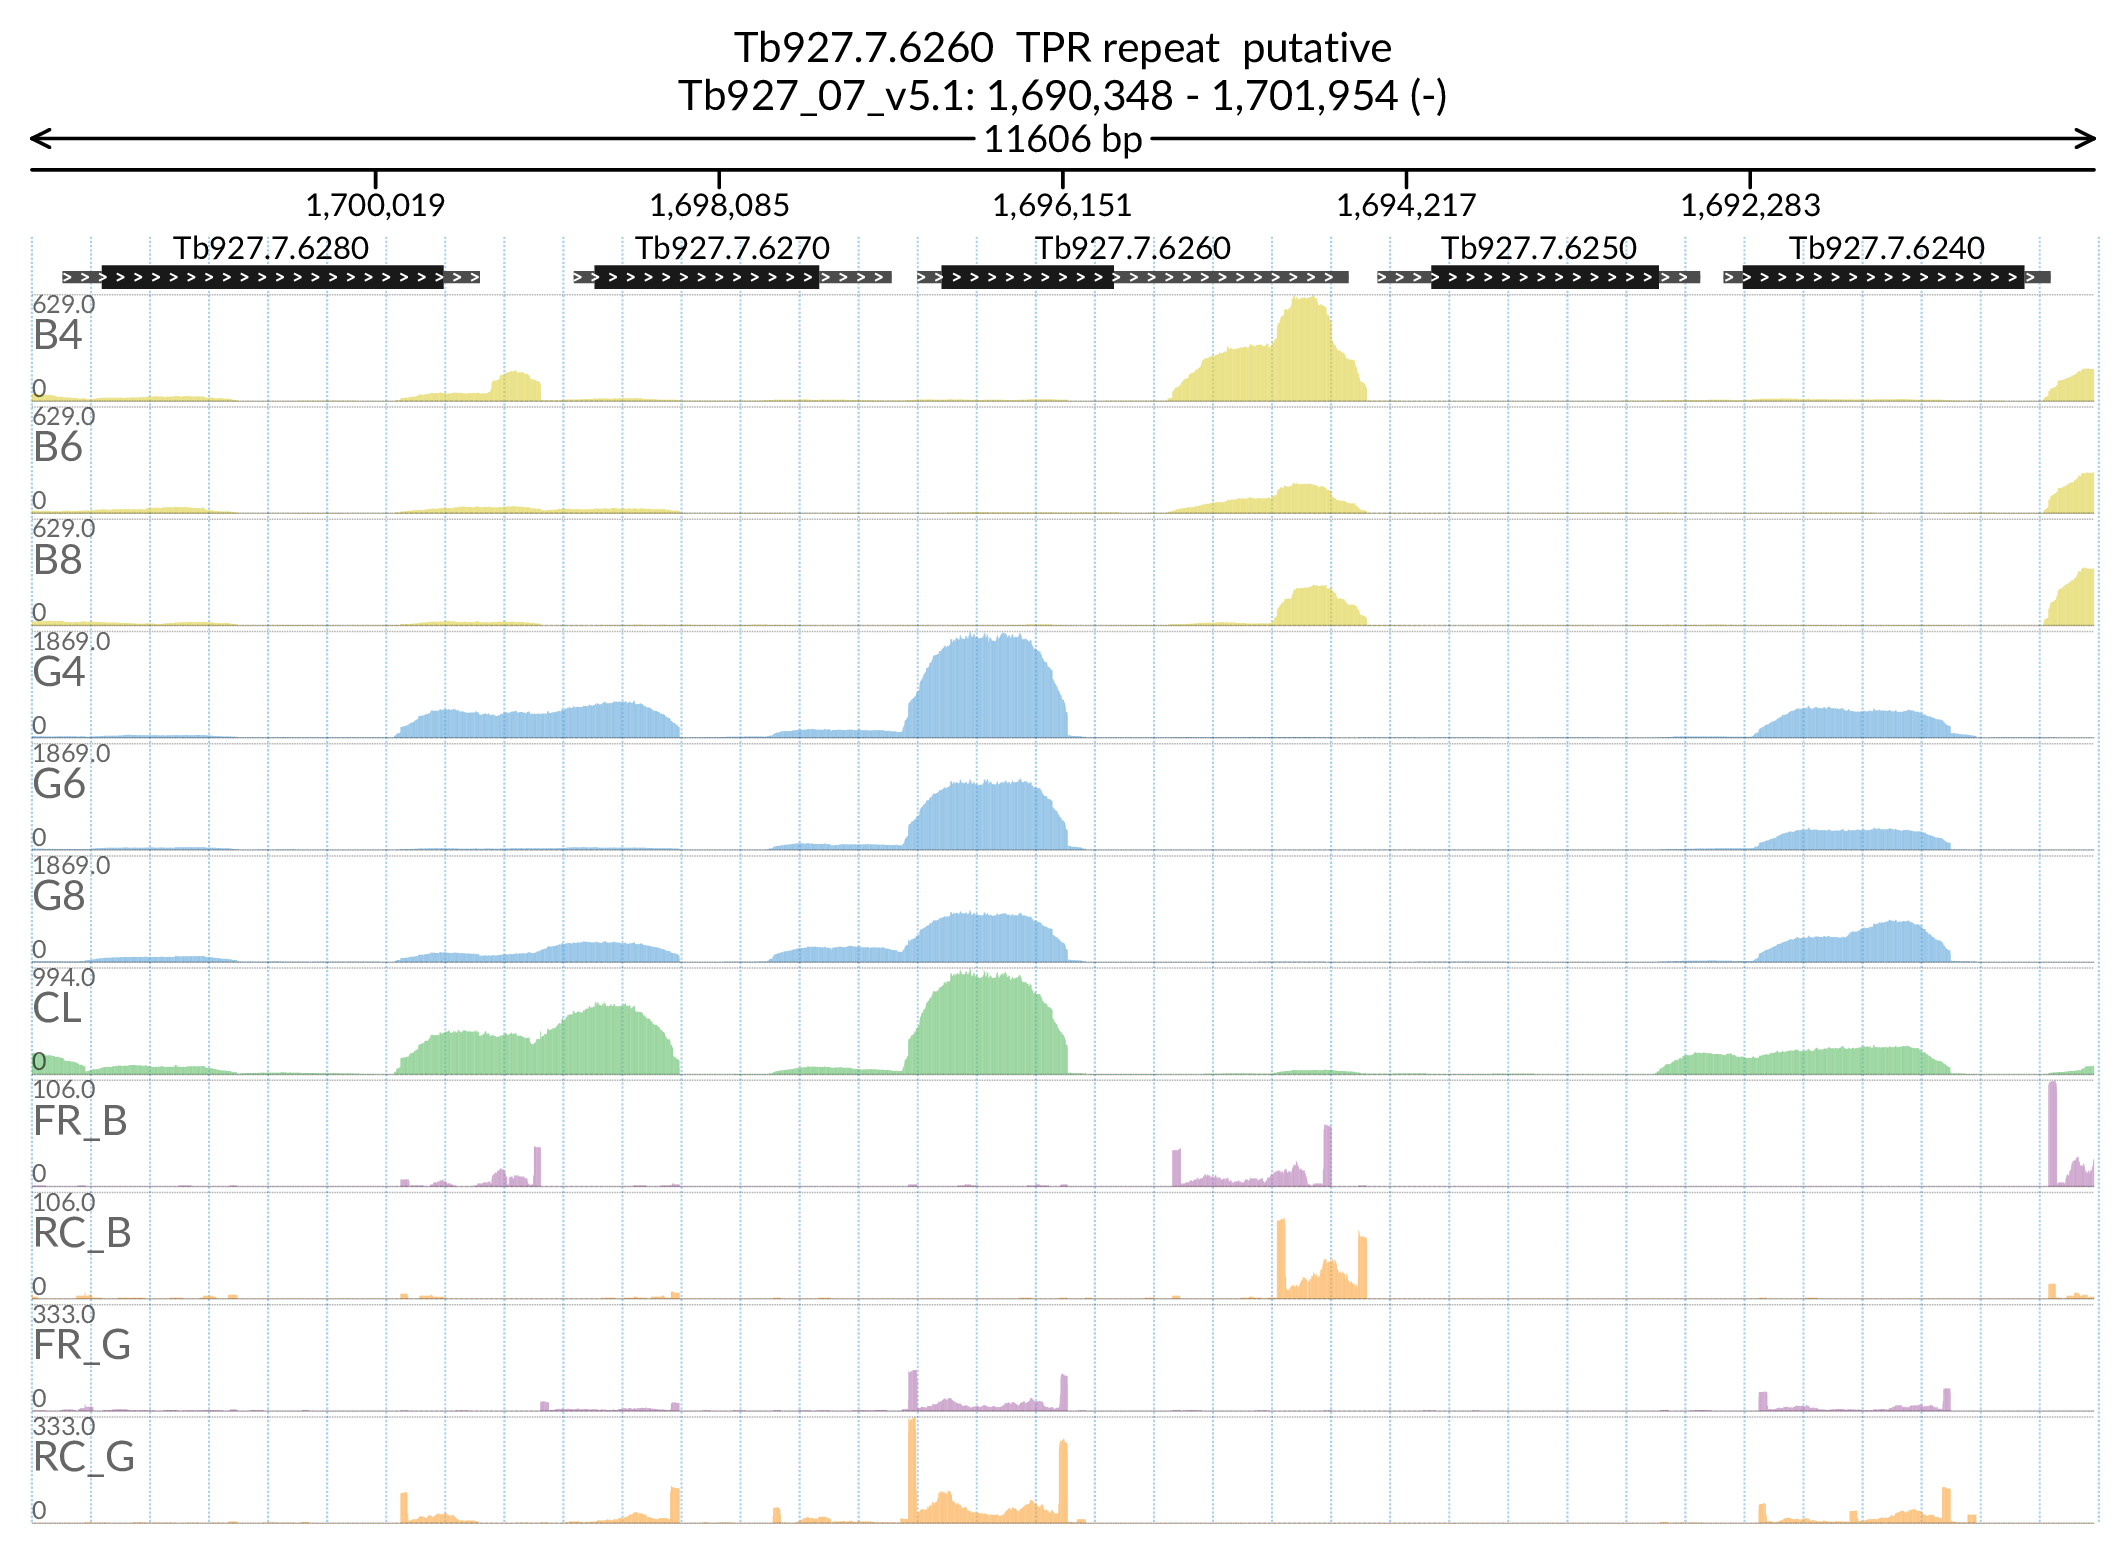 Tb927.7.6260  TPR repeat  putative
Tb927_07_v5.1: 1,690,348 - 1,701,954 (-)
11606 bp
1,700,019 1,698,085 1,696,151 1,694,217 1,692,283
Tb927.7.6280 Tb927.7.6270 Tb927.7.6260 Tb927.7.6250 Tb927.7.6240
629.0
B4
0
629.0
B6
0
629.0
B8
0
1869.0
G4
0
1869.0
G6
0
1869.0
G8
0
994.0
CL
0
106.0
FR_B
0
106.0
RC_B
0
333.0
FR_G
0
333.0
RC_G
0